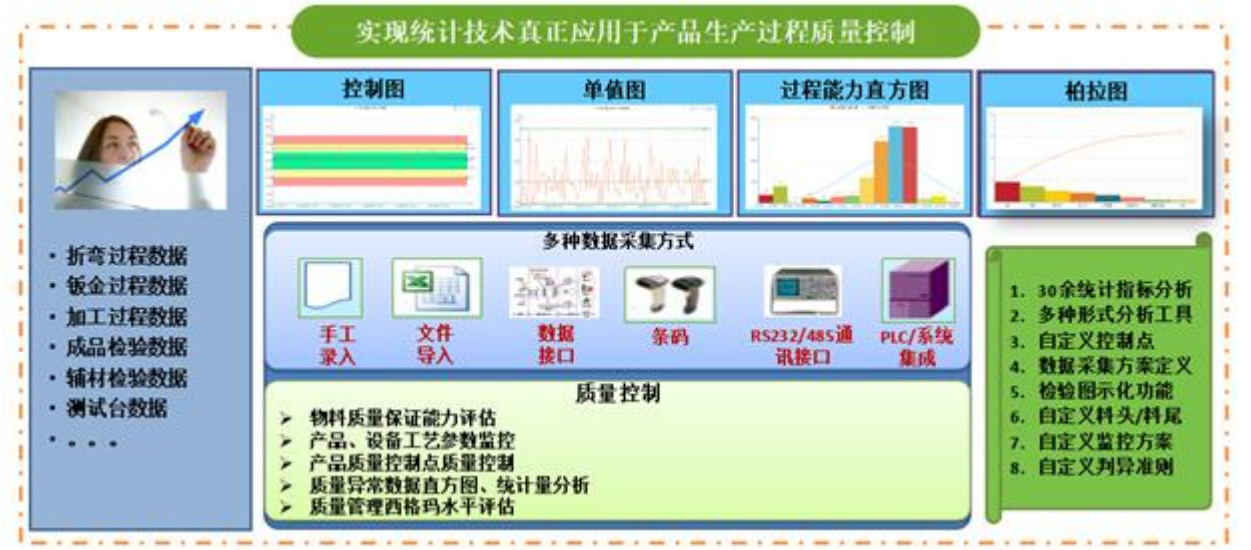 实现统计技术真正应用于产品生产过程质量控制
控制图
单值图
过程能力直方图
柏拉图
· 折弯过程数据
· 钣金过程数据
· 加工过程数据
· 成品检验数据
· 辅材检验数据
· 测试台数据
· 。。。
多种数据采集方式
手工
录入
文件
导入
数据
接口
条码
RS232/485通
讯接口
PLC/系统
集成
质量控制
➢ 物料质量保证能力评估
➢ 产品、设备工艺参数监控
➢ 产品质量控制点质量控制
➢ 质量异常数据直方图、统计量分析
➢ 质量管理西格玛水平评估
1. 30余统计指标分析
2. 多种形式分析工具
3. 自定义控制点
4. 数据采集方案定义
5. 检验图示化功能
6. 自定义料头/料尾
7. 自定义监控方案
8. 自定义判异准则